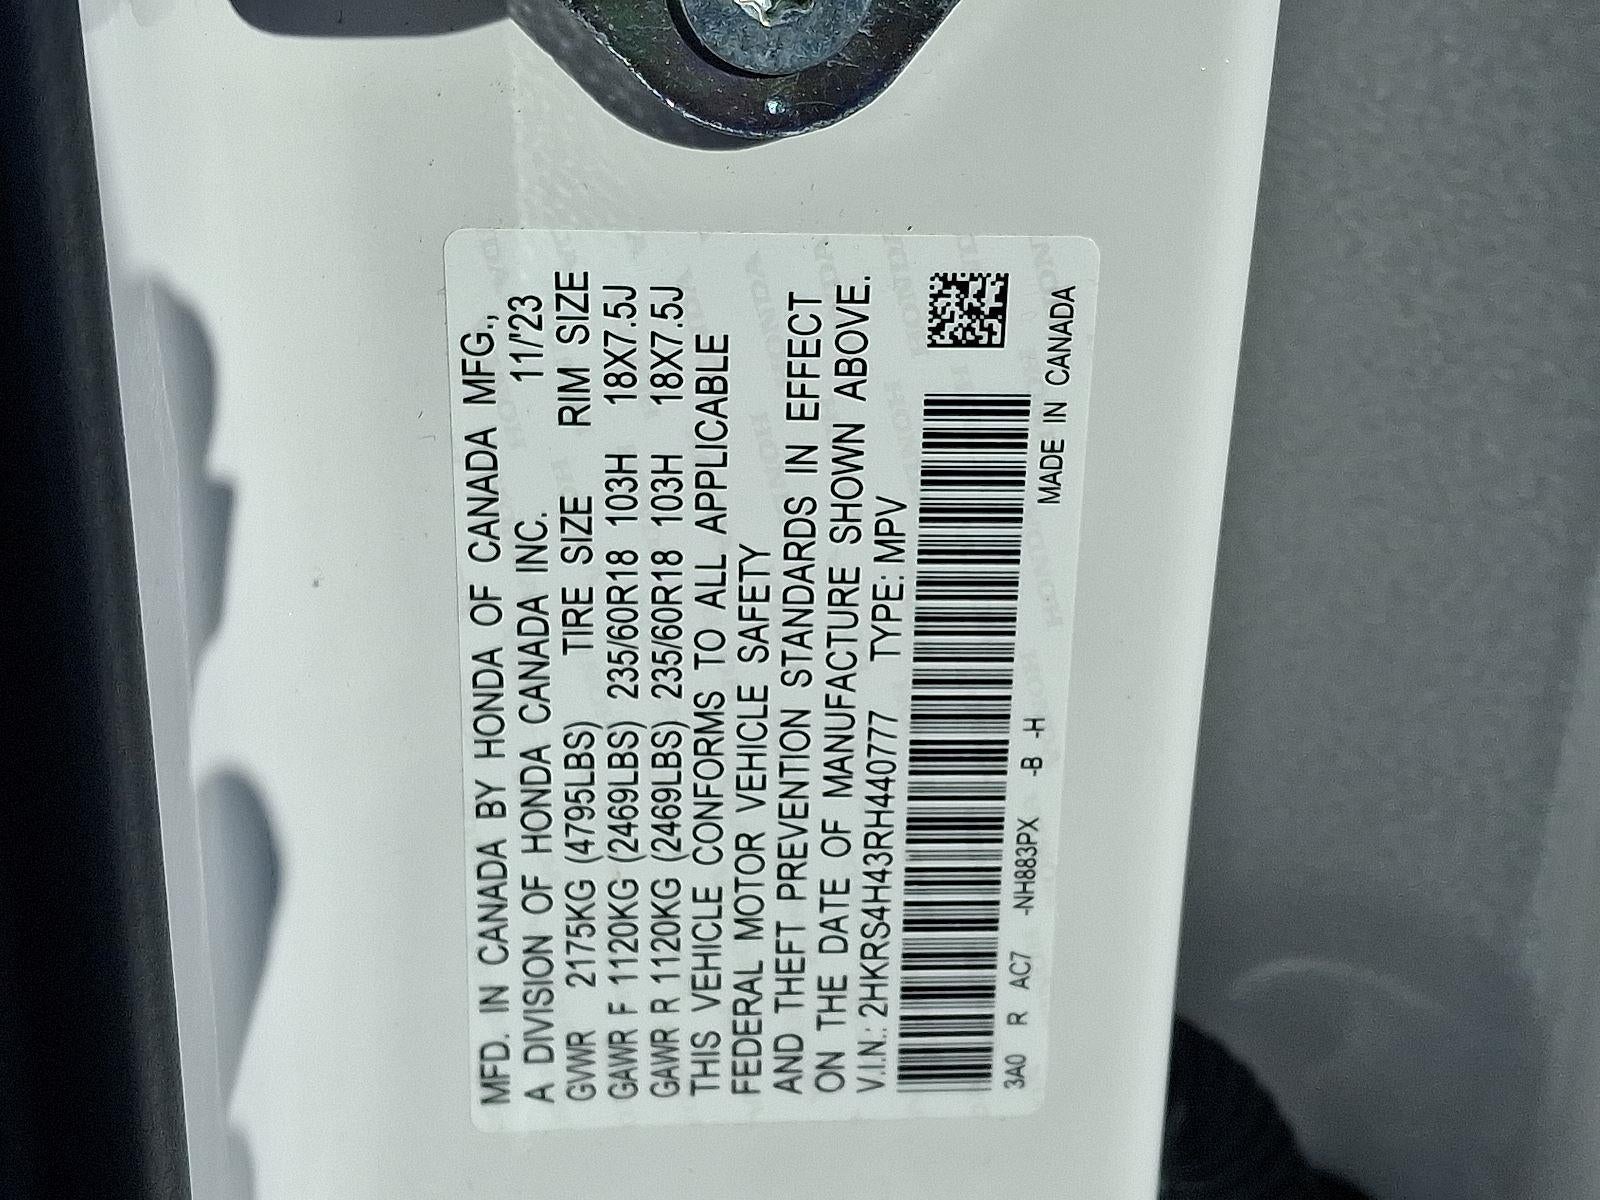 MFD. IN CANADA BY HONDA OF CANADA MFG.,
A DIVISION OF HONDA CANADA INC. 11/'23
GVWR 2175KG (4795LBS) TIRE SIZE RIM SIZE
GAWR F 1120KG (2469LBS) 235/60R18 103H 18X7.5J
GAWR R 1120KG (2469LBS) 235/60R18 103H 18X7.5J
THIS VEHICLE CONFORMS TO ALL APPLICABLE
FEDERAL MOTOR VEHICLE SAFETY
AND THEFT PREVENTION STANDARDS IN EFFECT
ON THE DATE OF MANUFACTURE SHOWN ABOVE.
V.I.N.: 2HKRS4H43RH440777 TYPE: MPV
3A0 R AC7 -NH883PX -B -H MADE IN CANADA